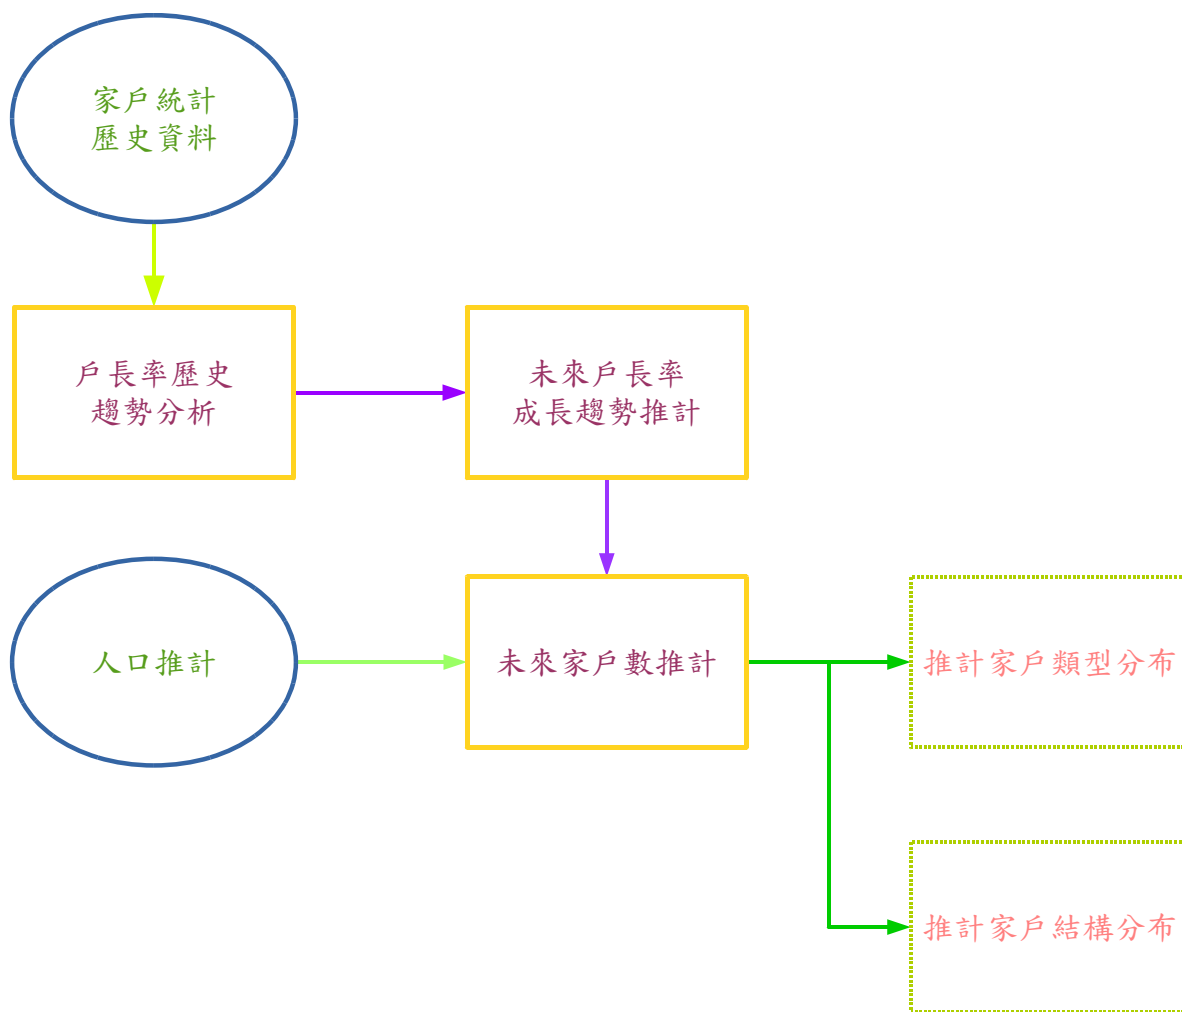 家戶統計
歷史資料
戶長率歷史
趨勢分析
未來戶長率
成長趨勢推計
人口推計
未來家戶數推計
推計家戶類型分布
推計家戶結構分布